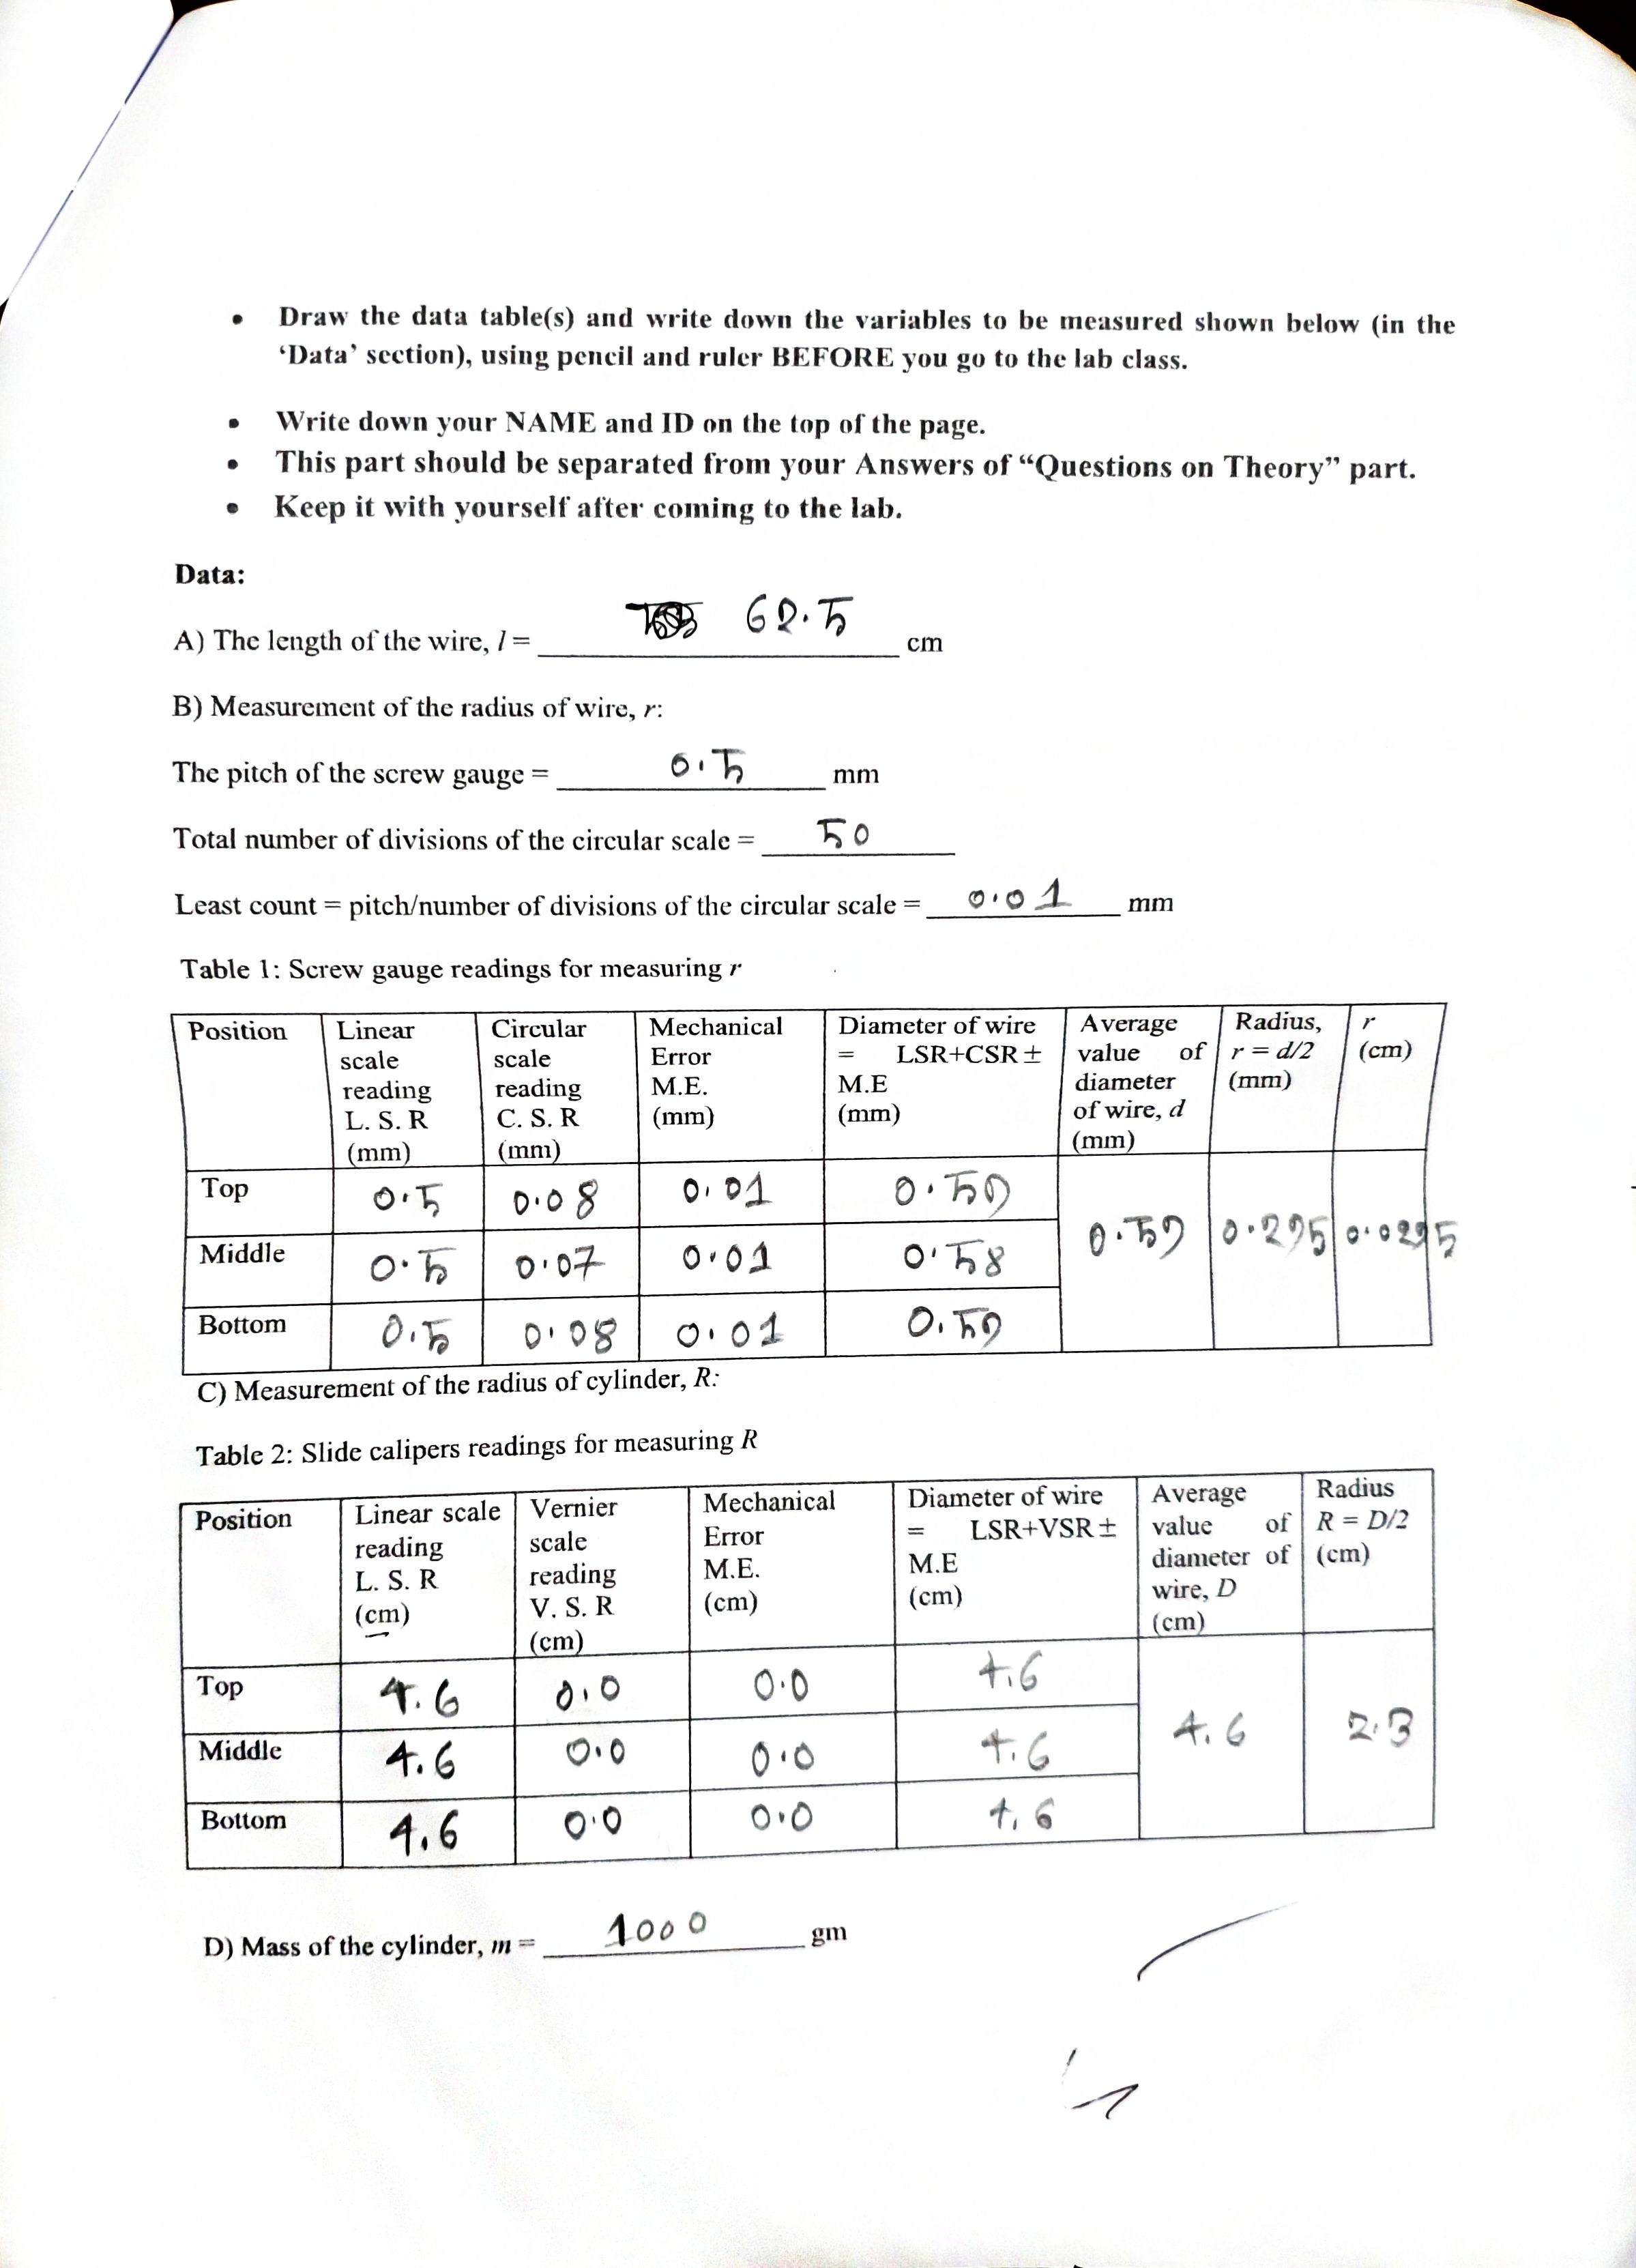 • Draw the data table(s) and write down the variables to be measured shown below (in the
‘Data’ section), using pencil and ruler BEFORE you go to the lab class.
• Write down your NAME and ID on the top of the page.
• This part should be separated from your Answers of “Questions on Theory” part.
• Keep it with yourself after coming to the lab.
Data:
A) The length of the wire, l = 62.5 cm
B) Measurement of the radius of wire, r:
The pitch of the screw gauge = 0.5 mm
Total number of divisions of the circular scale = 50
Least count = pitch/number of divisions of the circular scale = 0.01 mm
Table 1: Screw gauge readings for measuring r
Position
Linear
scale
reading
L. S. R
(mm)
Circular
scale
reading
C. S. R
(mm)
Mechanical
Error
M.E.
(mm)
Diameter of wire
= LSR+CSR±
M.E
(mm)
Average
value of
diameter
of wire, d
(mm)
Radius,
r = d/2
(mm)
r
(cm)
Top 0.5 0.08 0.01 0.59
Middle 0.5 0.07 0.01 0.58
0.59 0.295 0.0295
Bottom 0.5 0.08 0.01 0.59
C) Measurement of the radius of cylinder, R:
Table 2: Slide calipers readings for measuring R
Position
Linear scale
reading
L. S. R
(cm)
Vernier
scale
reading
V. S. R
(cm)
Mechanical
Error
M.E.
(cm)
Diameter of wire
= LSR+VSR±
M.E
(cm)
Average
value of
diameter of
wire, D
(cm)
Radius
R = D/2
(cm)
Top 4.6 0.0 0.0 4.6
Middle 4.6 0.0 0.0 4.6
4.6 2.3
Bottom 4.6 0.0 0.0 4.6
D) Mass of the cylinder, m = 1000 gm